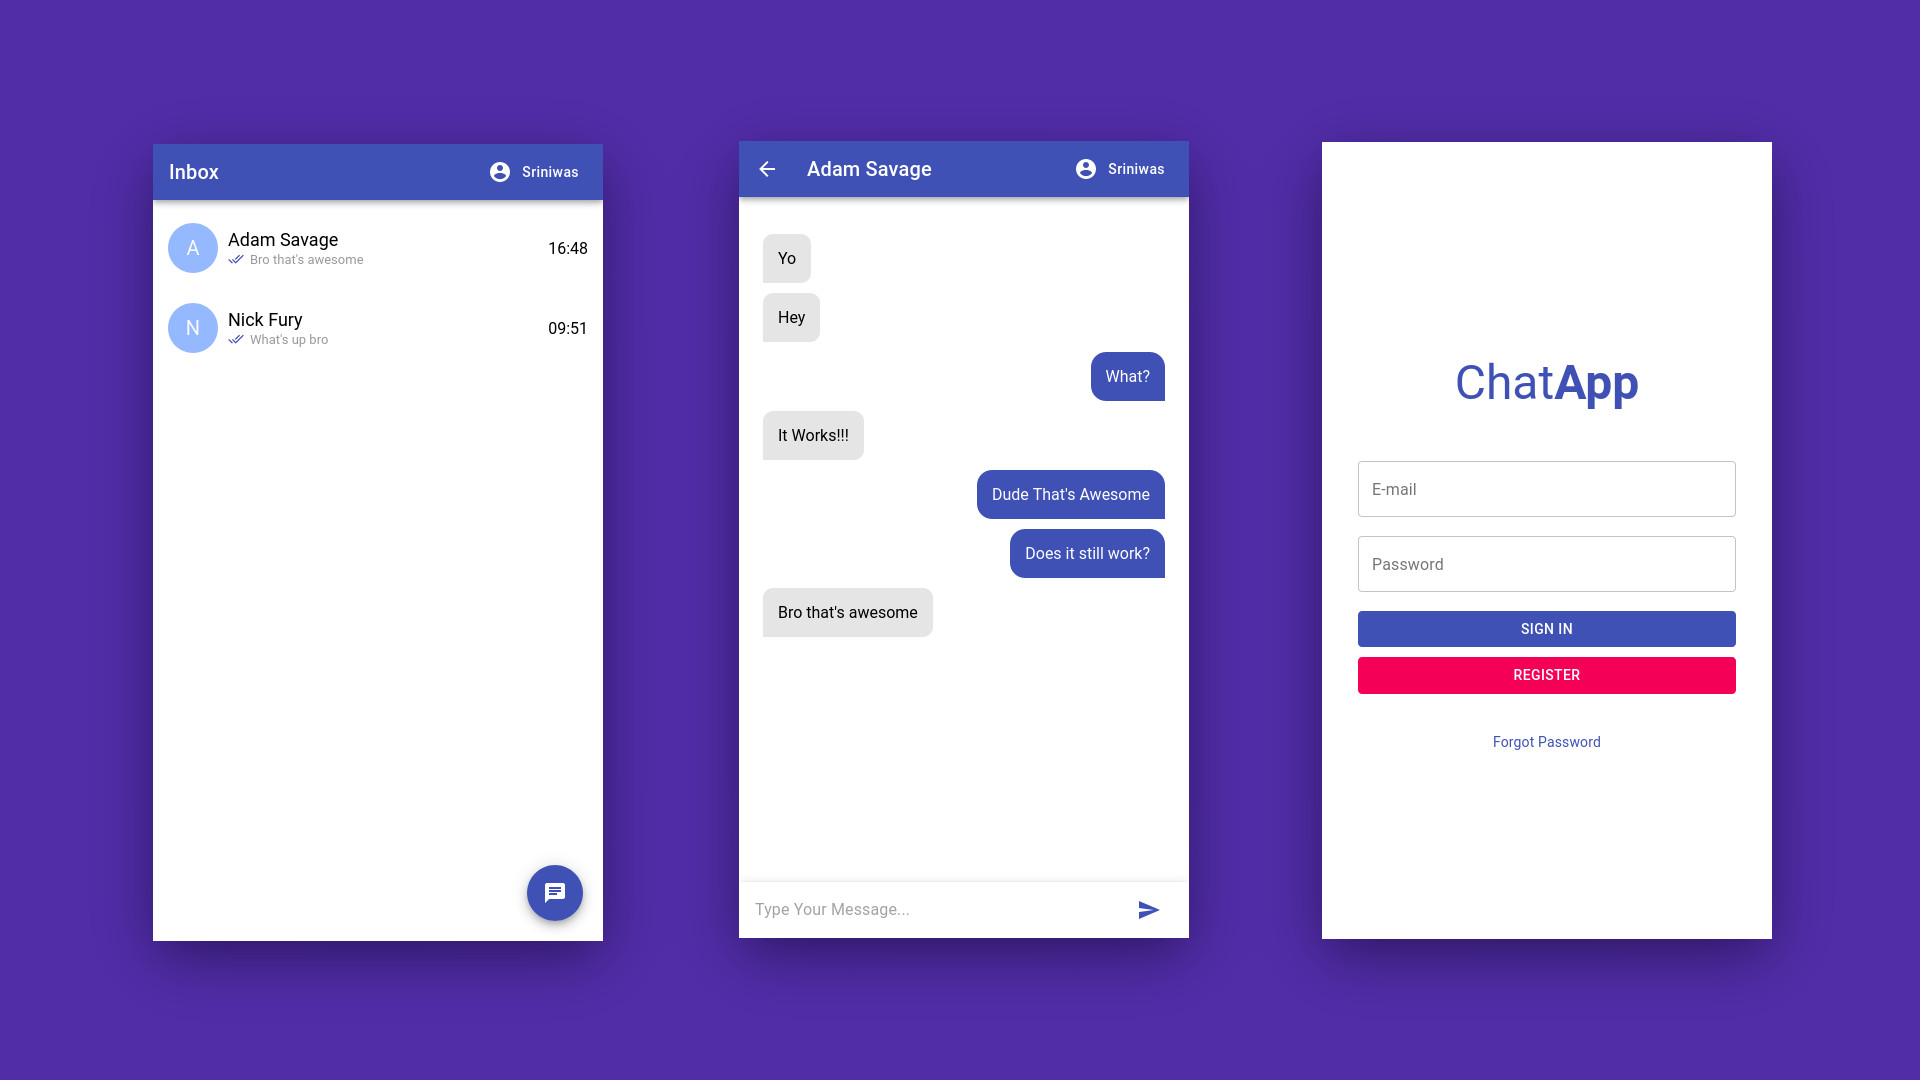 Inbox
Sriniwas
A
Adam Savage
Bro that's awesome
16:48
N
Nick Fury
What's up bro
09:51
Adam Savage
Sriniwas
Yo
Hey
What?
It Works!!!
Dude That's Awesome
Does it still work?
Bro that's awesome
Type Your Message...
ChatApp
E-mail
Password
SIGN IN
REGISTER
Forgot Password